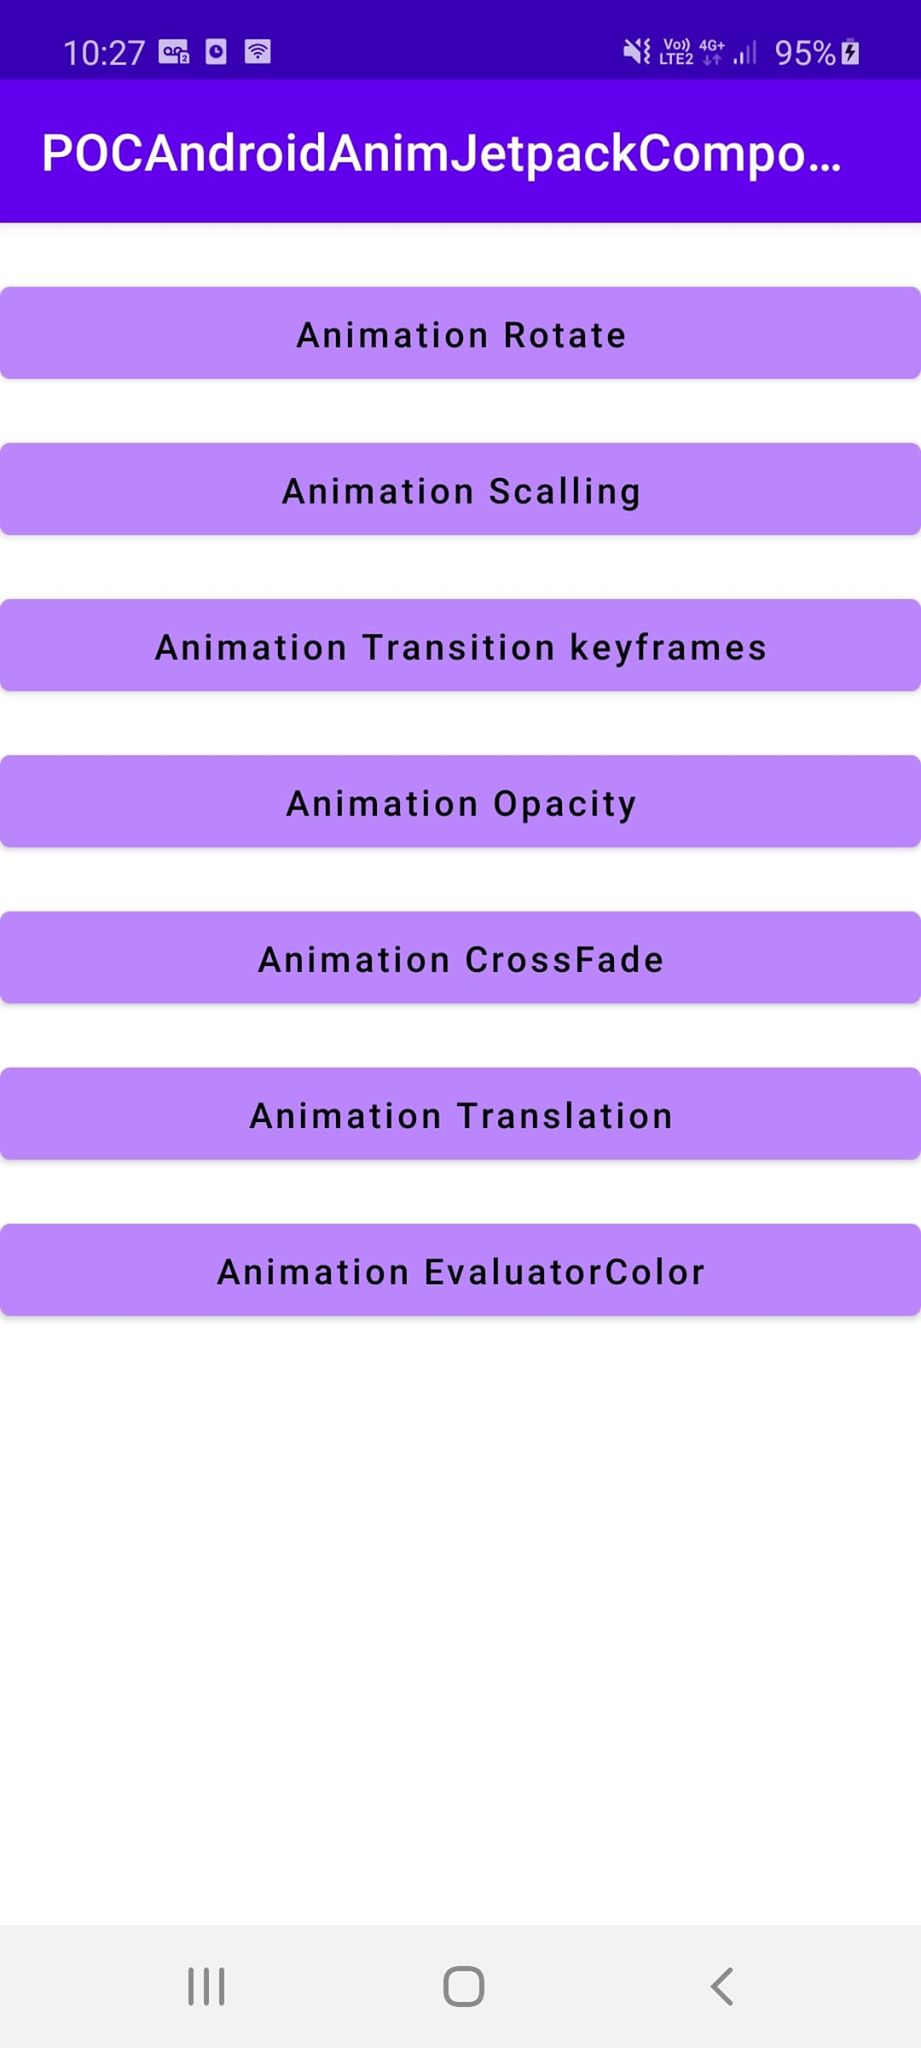 10:27 2 Vo)) LTE2 4G+ 95%
POCAndroidAnimJetpackCompo...
Animation Rotate
Animation Scalling
Animation Transition keyframes
Animation Opacity
Animation CrossFade
Animation Translation
Animation EvaluatorColor